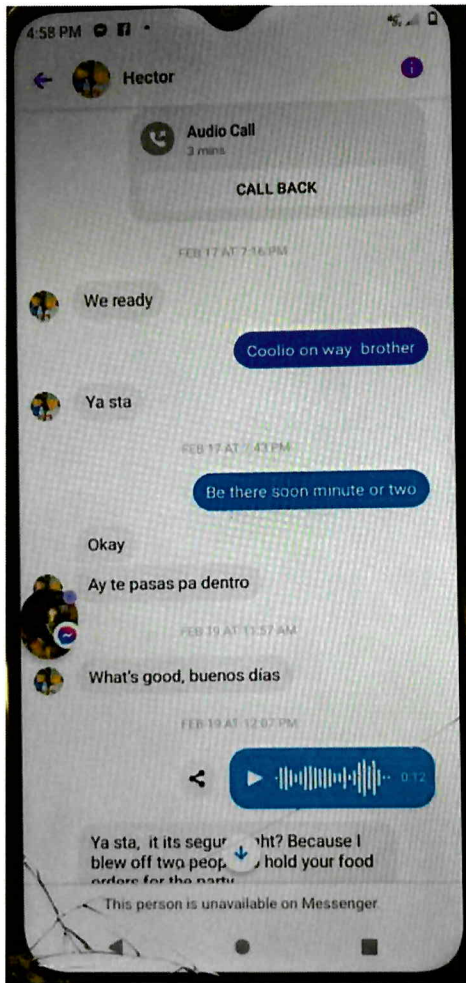 4:58 PM
4G
Hector
Audio Call
3 mins
CALL BACK
FEB 17 AT 7:16 PM
We ready
Coolio on way brother
Ya sta
FEB 17 AT 7:43 PM
Be there soon minute or two
Okay
Ay te pasas pa dentro
FEB 19 AT 11:57 AM
What's good, buenos días
FEB 19 AT 12:07 PM
0:12
Ya sta, it its Because I
blew off two hold your food
orders for the party
This person is unavailable on Messenger